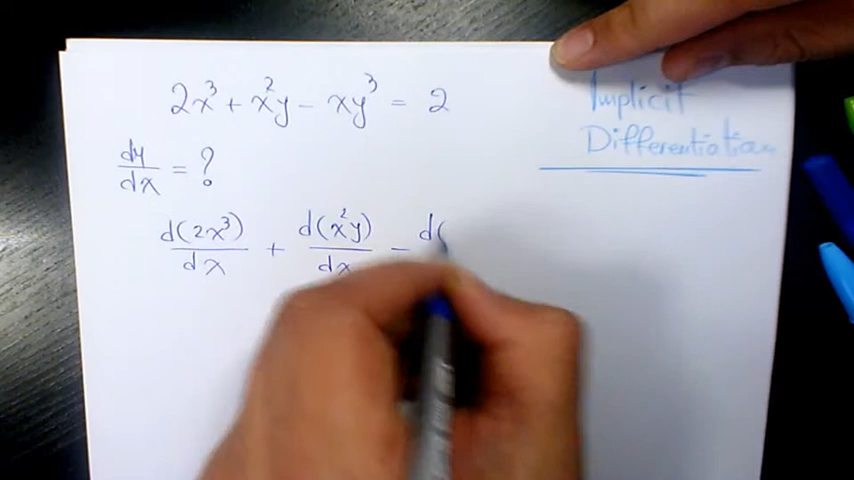 2x³ + x²y - xy³ = 2
Implicit
Differentiation
dy/dx = ?
d(2x³)/dx + d(x²y)/dx - d(